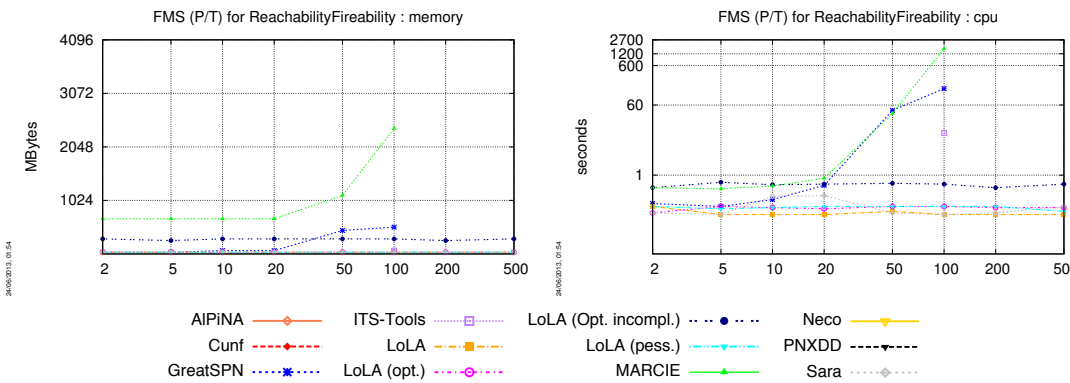 FMS (P/T) for ReachabilityFireability : memory
4096
3072
2048
1024
MBytes
2 5 10 20 50 100 200 500
24/06/2013, 01:54
FMS (P/T) for ReachabilityFireability : cpu
2700
1200
600
60
1
seconds
2 5 10 20 50 100 200 50
24/06/2013, 01:54
AlPiNA ITS-Tools LoLA (Opt. incompl.) Neco
Cunf LoLA LoLA (pess.) PNXDD
GreatSPN LoLA (opt.) MARCIE Sara